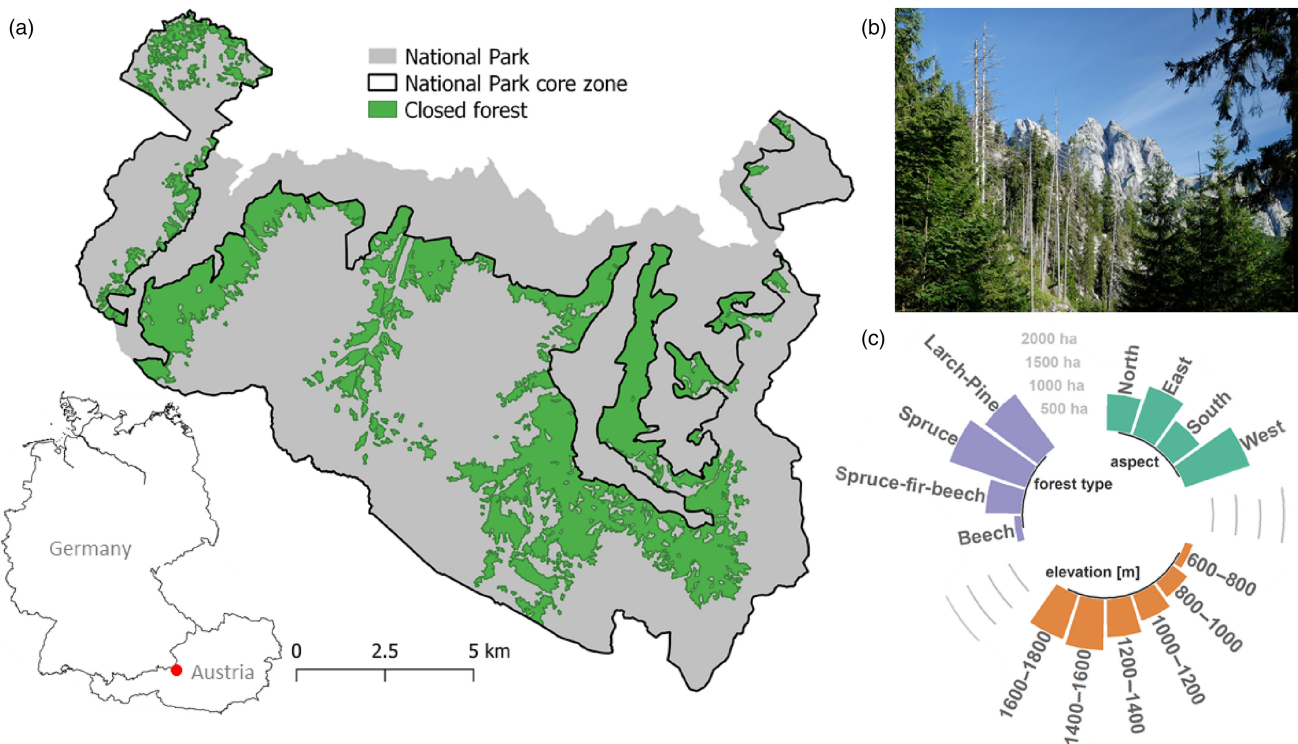 (a)
National Park
National Park core zone
Closed forest
Germany
Austria
0 2.5 5 km
(b)
(c)
2000 ha
1500 ha
1000 ha
500 ha
Larch-Pine
Spruce
Spruce-fir-beech
Beech
forest type
North
East
South
West
aspect
elevation [m]
600–800
800–1000
1000–1200
1200–1400
1400–1600
1600–1800